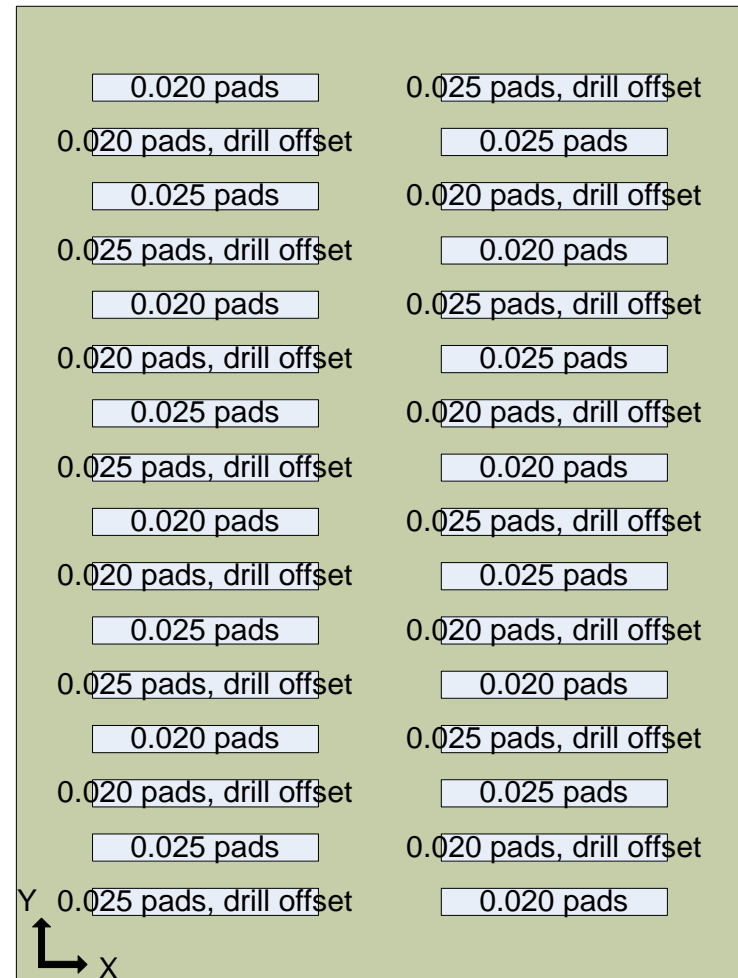 0.020 pads 0.025 pads, drill offset
0.020 pads, drill offset 0.025 pads
0.025 pads 0.020 pads, drill offset
0.025 pads, drill offset 0.020 pads
0.020 pads 0.025 pads, drill offset
0.020 pads, drill offset 0.025 pads
0.025 pads 0.020 pads, drill offset
0.025 pads, drill offset 0.020 pads
0.020 pads 0.025 pads, drill offset
0.020 pads, drill offset 0.025 pads
0.025 pads 0.020 pads, drill offset
0.025 pads, drill offset 0.020 pads
0.020 pads 0.025 pads, drill offset
0.020 pads, drill offset 0.025 pads
0.025 pads 0.020 pads, drill offset
Y 0.025 pads, drill offset 0.020 pads
X